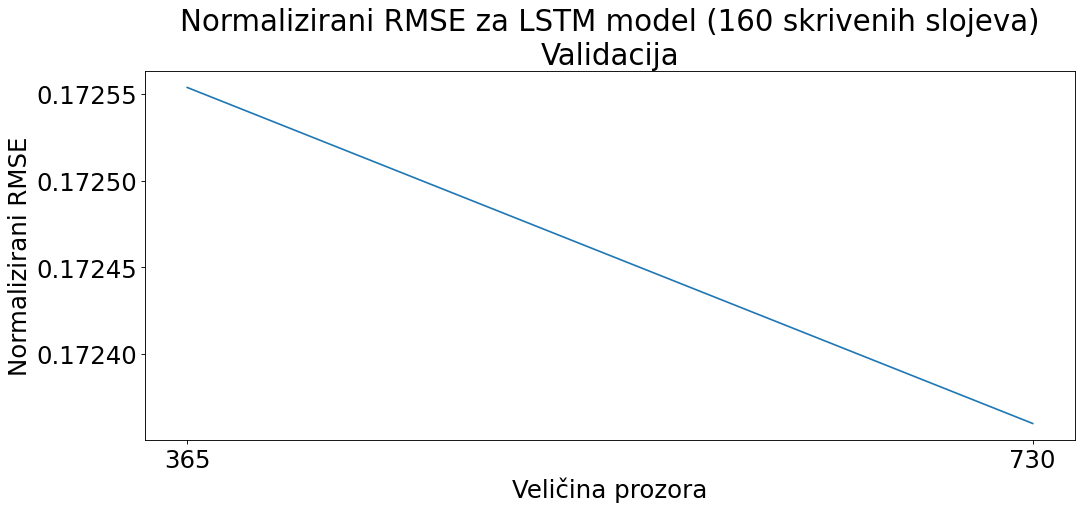 Normalizirani RMSE za LSTM model (160 skrivenih slojeva)
Validacija
Normalizirani RMSE
0.17255
0.17250
0.17245
0.17240
365
730
Veličina prozora